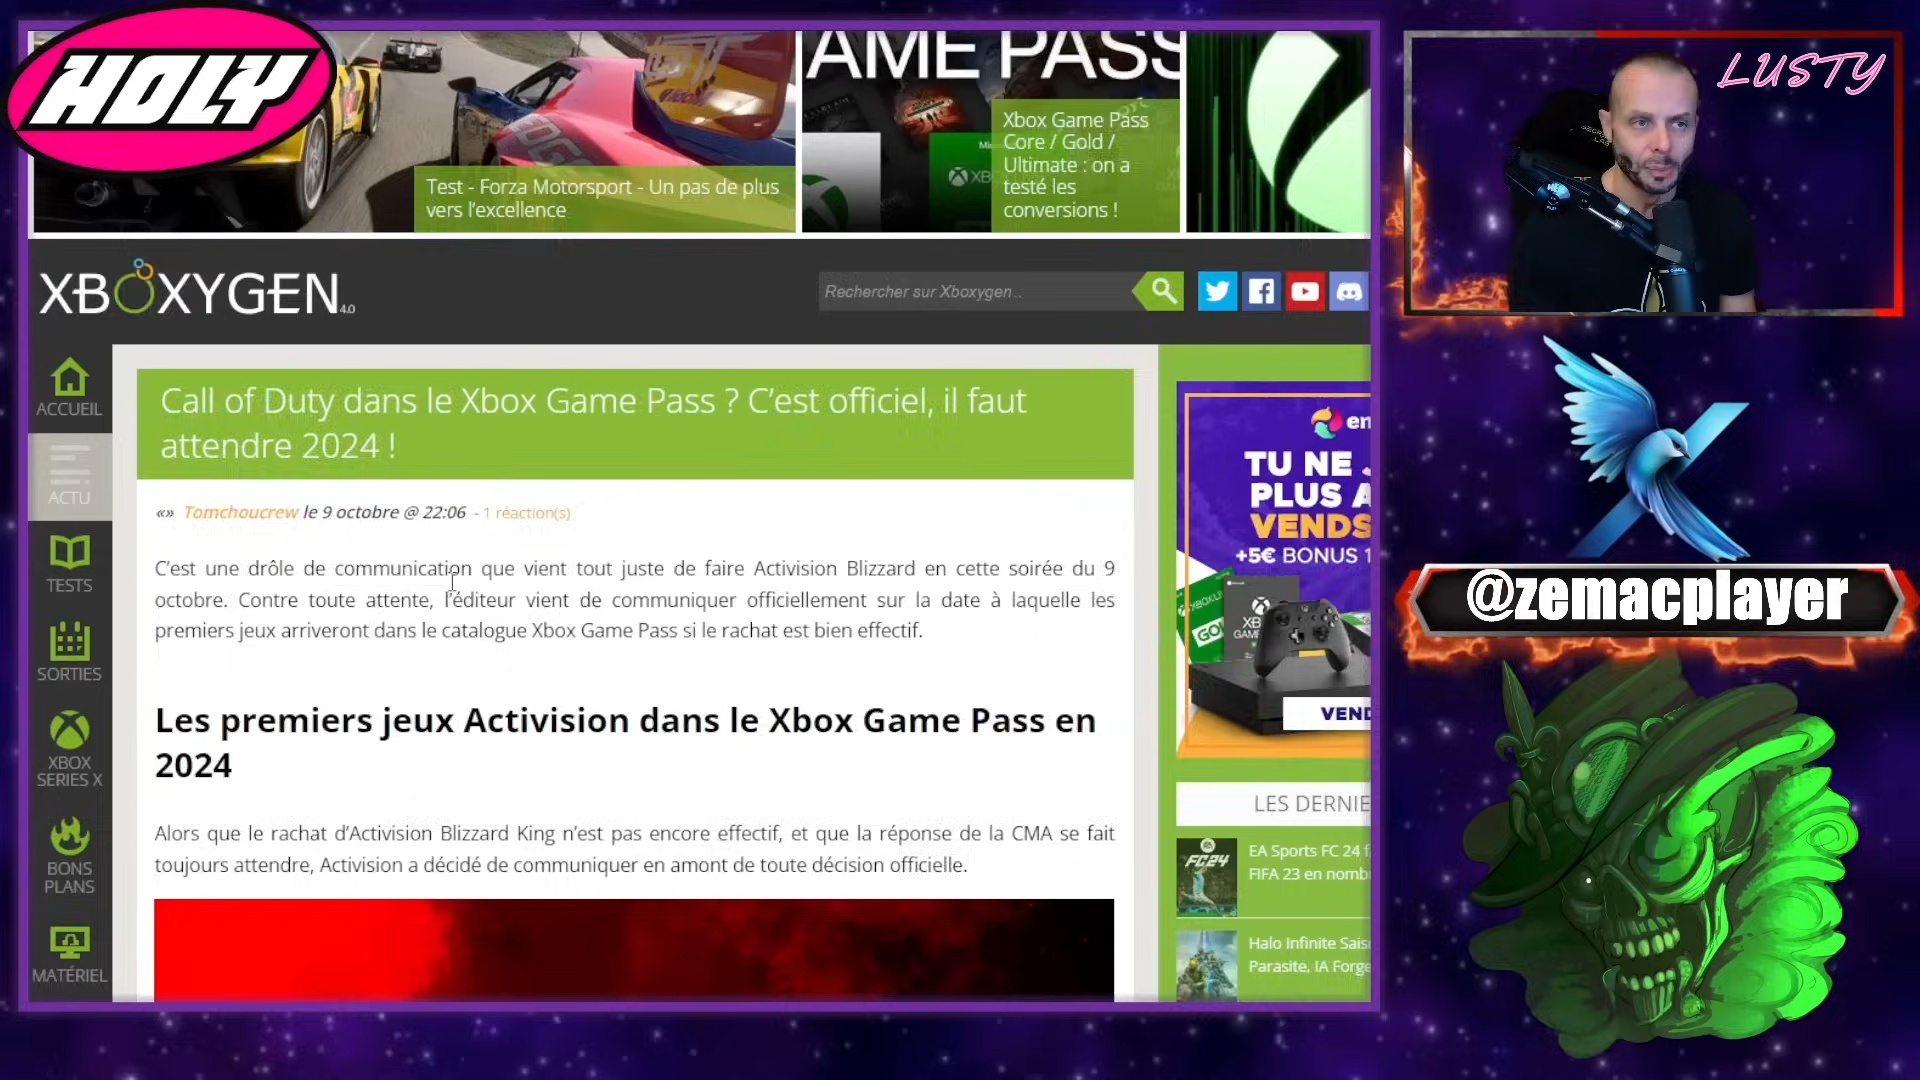 HOLY
Test - Forza Motorsport - Un pas de plus
vers l'excellence
AME PASS
Xbox Game Pass
Core / Gold /
Ultimate : on a
testé les
conversions !
LUSTY
XBOXYGEN 4.0
Rechercher sur Xboxygen..
ACCUEIL
ACTU
TESTS
SORTIES
XBOX
SERIES X
BONS
PLANS
MATÉRIEL
Call of Duty dans le Xbox Game Pass ? C'est officiel, il faut
attendre 2024 !
«» Tomchoucrew le 9 octobre @ 22:06 - 1 réaction(s)
C'est une drôle de communication que vient tout juste de faire Activision Blizzard en cette soirée du 9
octobre. Contre toute attente, l'éditeur vient de communiquer officiellement sur la date à laquelle les
premiers jeux arriveront dans le catalogue Xbox Game Pass si le rachat est bien effectif.
Les premiers jeux Activision dans le Xbox Game Pass en
2024
Alors que le rachat d'Activision Blizzard King n'est pas encore effectif, et que la réponse de la CMA se fait
toujours attendre, Activision a décidé de communiquer en amont de toute décision officielle.
TU NE
PLUS A
VENDS
+5€ BONUS 1
VEND
LES DERNIE
FC24
EA Sports FC 24 f
FIFA 23 en nomb
Halo Infinite Sais
Parasite, IA Forge
@zemacplayer